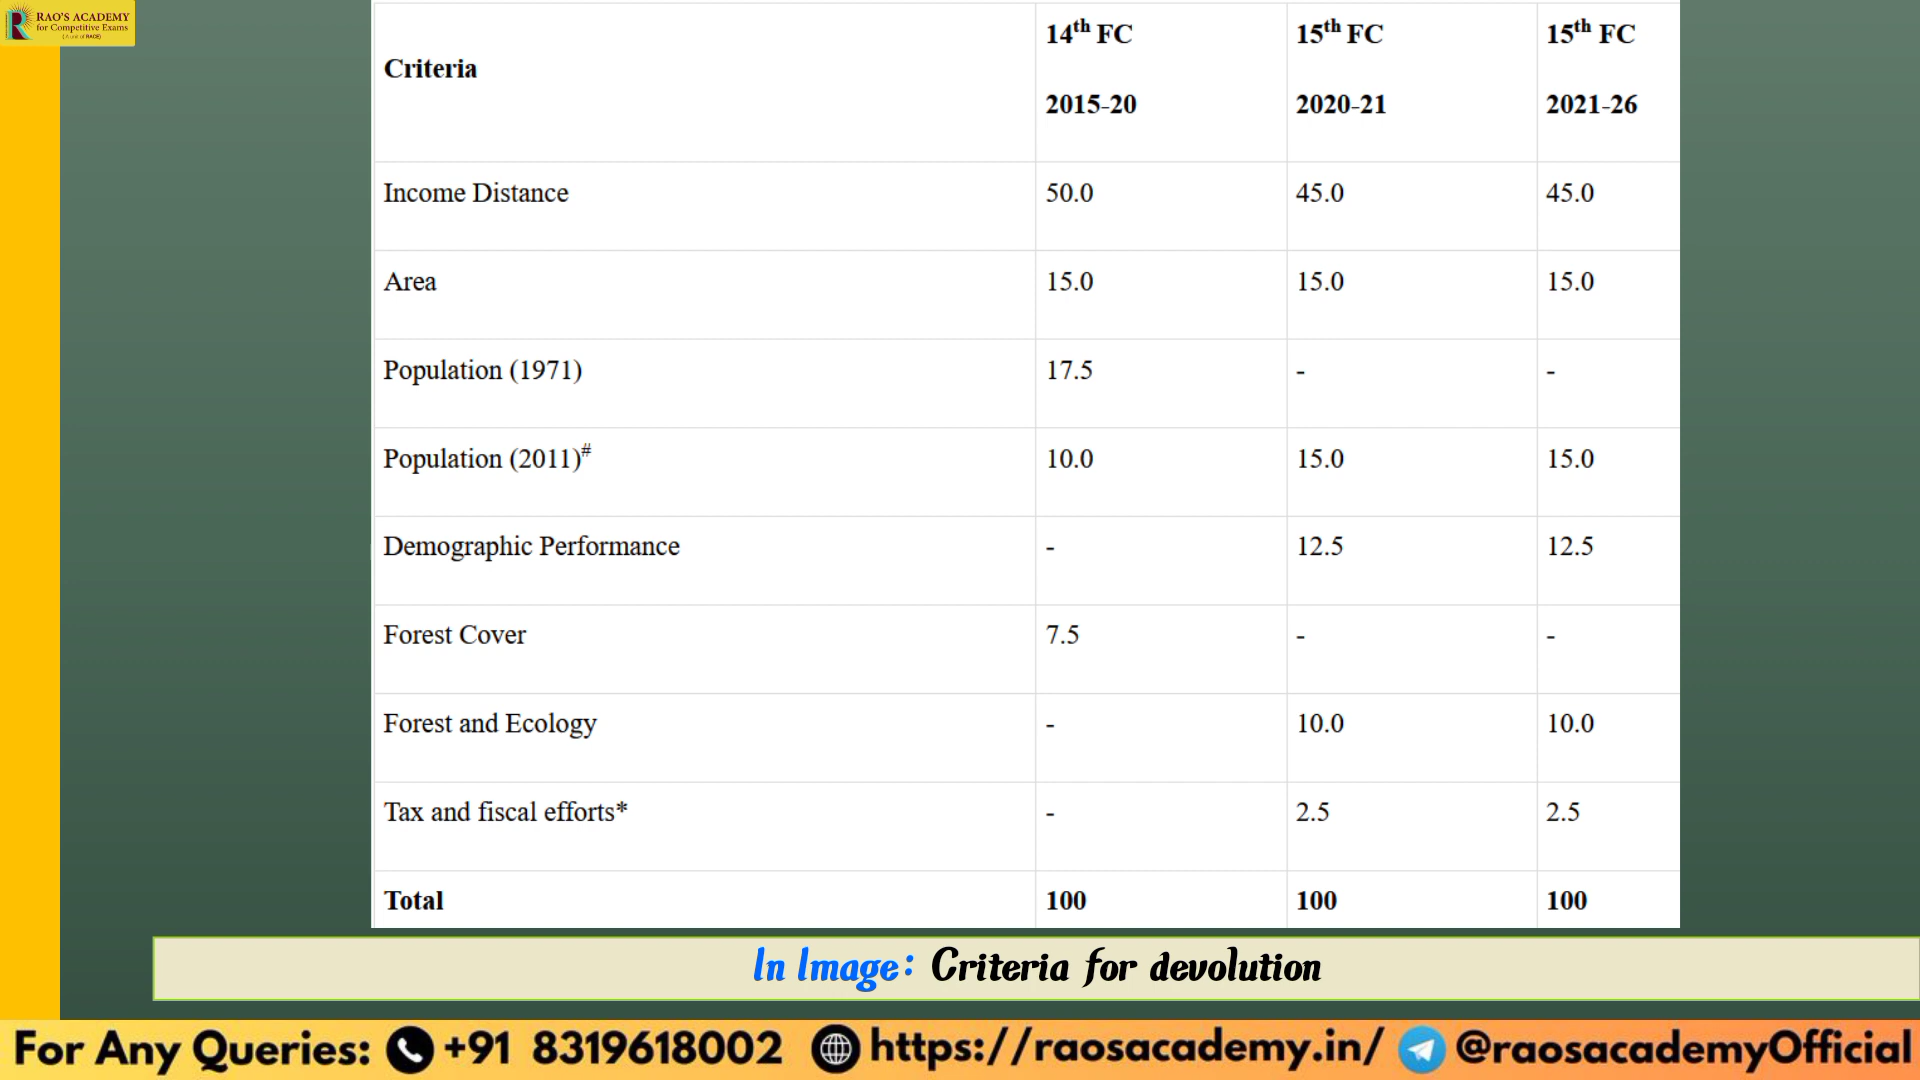 RAO'S ACADEMY
for Competitive Exams
(A unit of RACE)
Criteria 14th FC 2015-20 15th FC 2020-21 15th FC 2021-26
Income Distance 50.0 45.0 45.0
Area 15.0 15.0 15.0
Population (1971) 17.5 - -
Population (2011)# 10.0 15.0 15.0
Demographic Performance - 12.5 12.5
Forest Cover 7.5 - -
Forest and Ecology - 10.0 10.0
Tax and fiscal efforts* - 2.5 2.5
Total 100 100 100
In Image: Criteria for devolution
For Any Queries: +91 8319618002 https://raosacademy.in/ @raosacademyOfficial